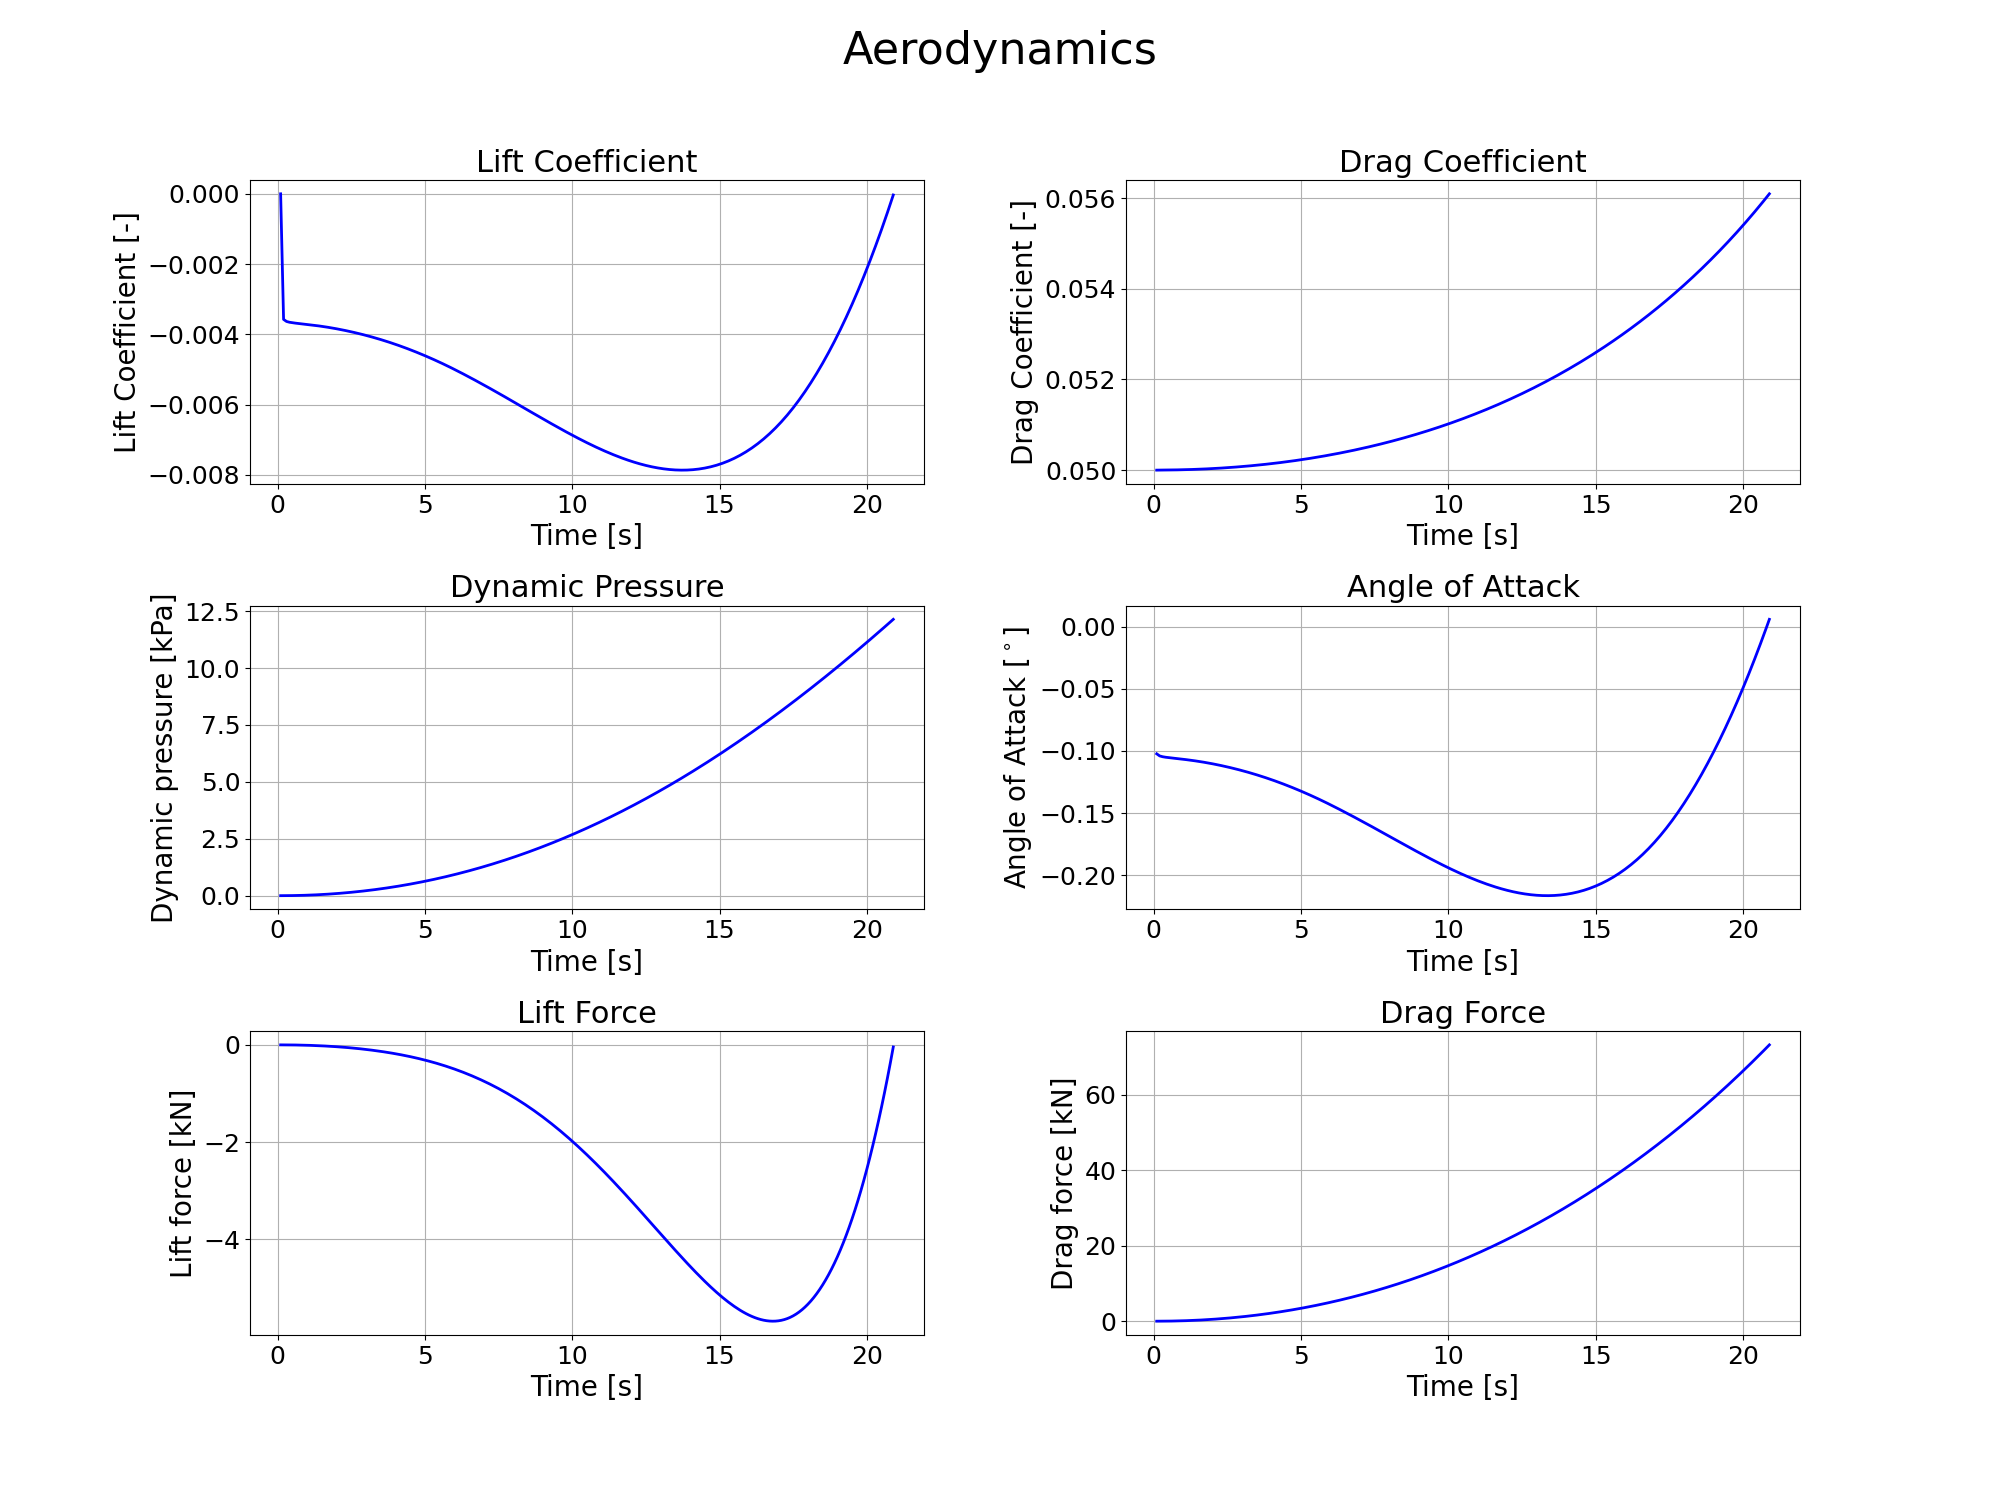 Aerodynamics
Lift Coefficient
Lift Coefficient [-]
0.000
−0.002
−0.004
−0.006
−0.008
0 5 10 15 20
Time [s]
Drag Coefficient
Drag Coefficient [-]
0.056
0.054
0.052
0.050
0 5 10 15 20
Time [s]
Dynamic Pressure
Dynamic pressure [kPa]
12.5
10.0
7.5
5.0
2.5
0.0
0 5 10 15 20
Time [s]
Angle of Attack
Angle of Attack [°]
0.00
−0.05
−0.10
−0.15
−0.20
0 5 10 15 20
Time [s]
Lift Force
Lift force [kN]
0
−2
−4
0 5 10 15 20
Time [s]
Drag Force
Drag force [kN]
60
40
20
0
0 5 10 15 20
Time [s]